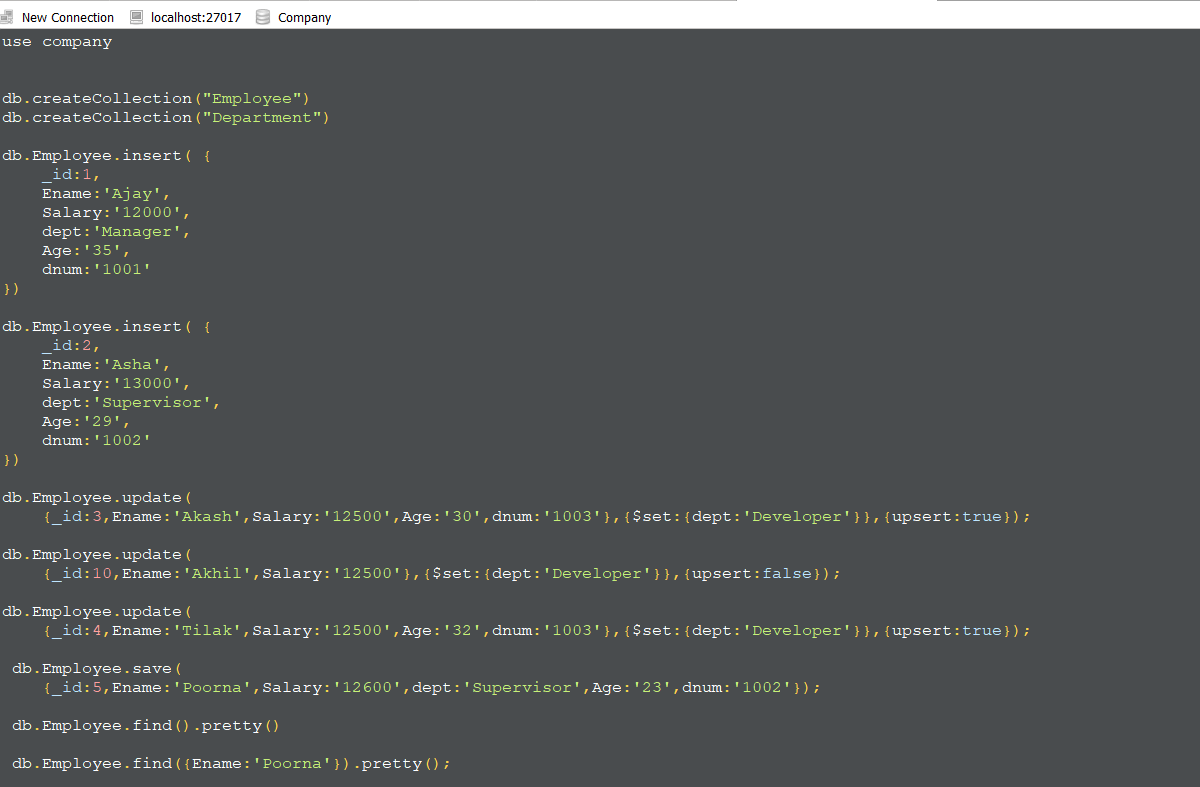 New Connection localhost:27017 Company
use company
db.createCollection("Employee")
db.createCollection("Department")
db.Employee.insert( {
    _id:1,
    Ename:'Ajay',
    Salary:'12000',
    dept:'Manager',
    Age:'35',
    dnum:'1001'
})
db.Employee.insert( {
    _id:2,
    Ename:'Asha',
    Salary:'13000',
    dept:'Supervisor',
    Age:'29',
    dnum:'1002'
})
db.Employee.update(
    {_id:3,Ename:'Akash',Salary:'12500',Age:'30',dnum:'1003'},{$set:{dept:'Developer'}},{upsert:true});
db.Employee.update(
    {_id:10,Ename:'Akhil',Salary:'12500'},{$set:{dept:'Developer'}},{upsert:false});
db.Employee.update(
    {_id:4,Ename:'Tilak',Salary:'12500',Age:'32',dnum:'1003'},{$set:{dept:'Developer'}},{upsert:true});
 db.Employee.save(
    {_id:5,Ename:'Poorna',Salary:'12600',dept:'Supervisor',Age:'23',dnum:'1002'});
 db.Employee.find().pretty()
 db.Employee.find({Ename:'Poorna'}).pretty();